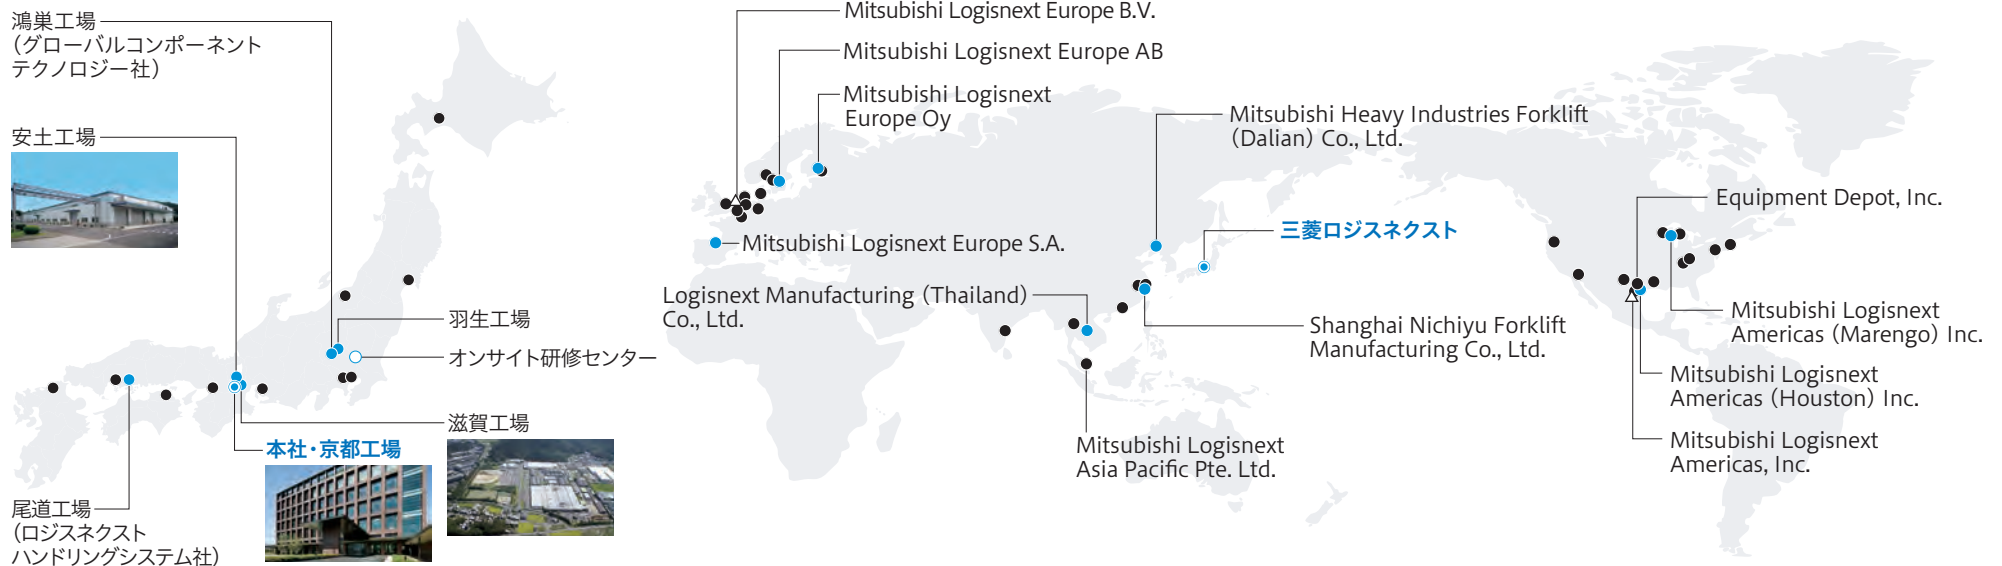 鴻巣工場
（グローバルコンポーネント
テクノロジー社）
安土工場
羽生工場
オンサイト研修センター
滋賀工場
本社・京都工場
尾道工場
（ロジスネクスト
ハンドリングシステム社）
Mitsubishi Logisnext Europe B.V.
Mitsubishi Logisnext Europe AB
Mitsubishi Logisnext
Europe Oy
Mitsubishi Logisnext Europe S.A.
Mitsubishi Heavy Industries Forklift
(Dalian) Co., Ltd.
三菱ロジスネクスト
Logisnext Manufacturing (Thailand)
Co., Ltd.
Shanghai Nichiyu Forklift
Manufacturing Co., Ltd.
Mitsubishi Logisnext
Asia Pacific Pte. Ltd.
Equipment Depot, Inc.
Mitsubishi Logisnext
Americas (Marengo) Inc.
Mitsubishi Logisnext
Americas (Houston) Inc.
Mitsubishi Logisnext
Americas, Inc.